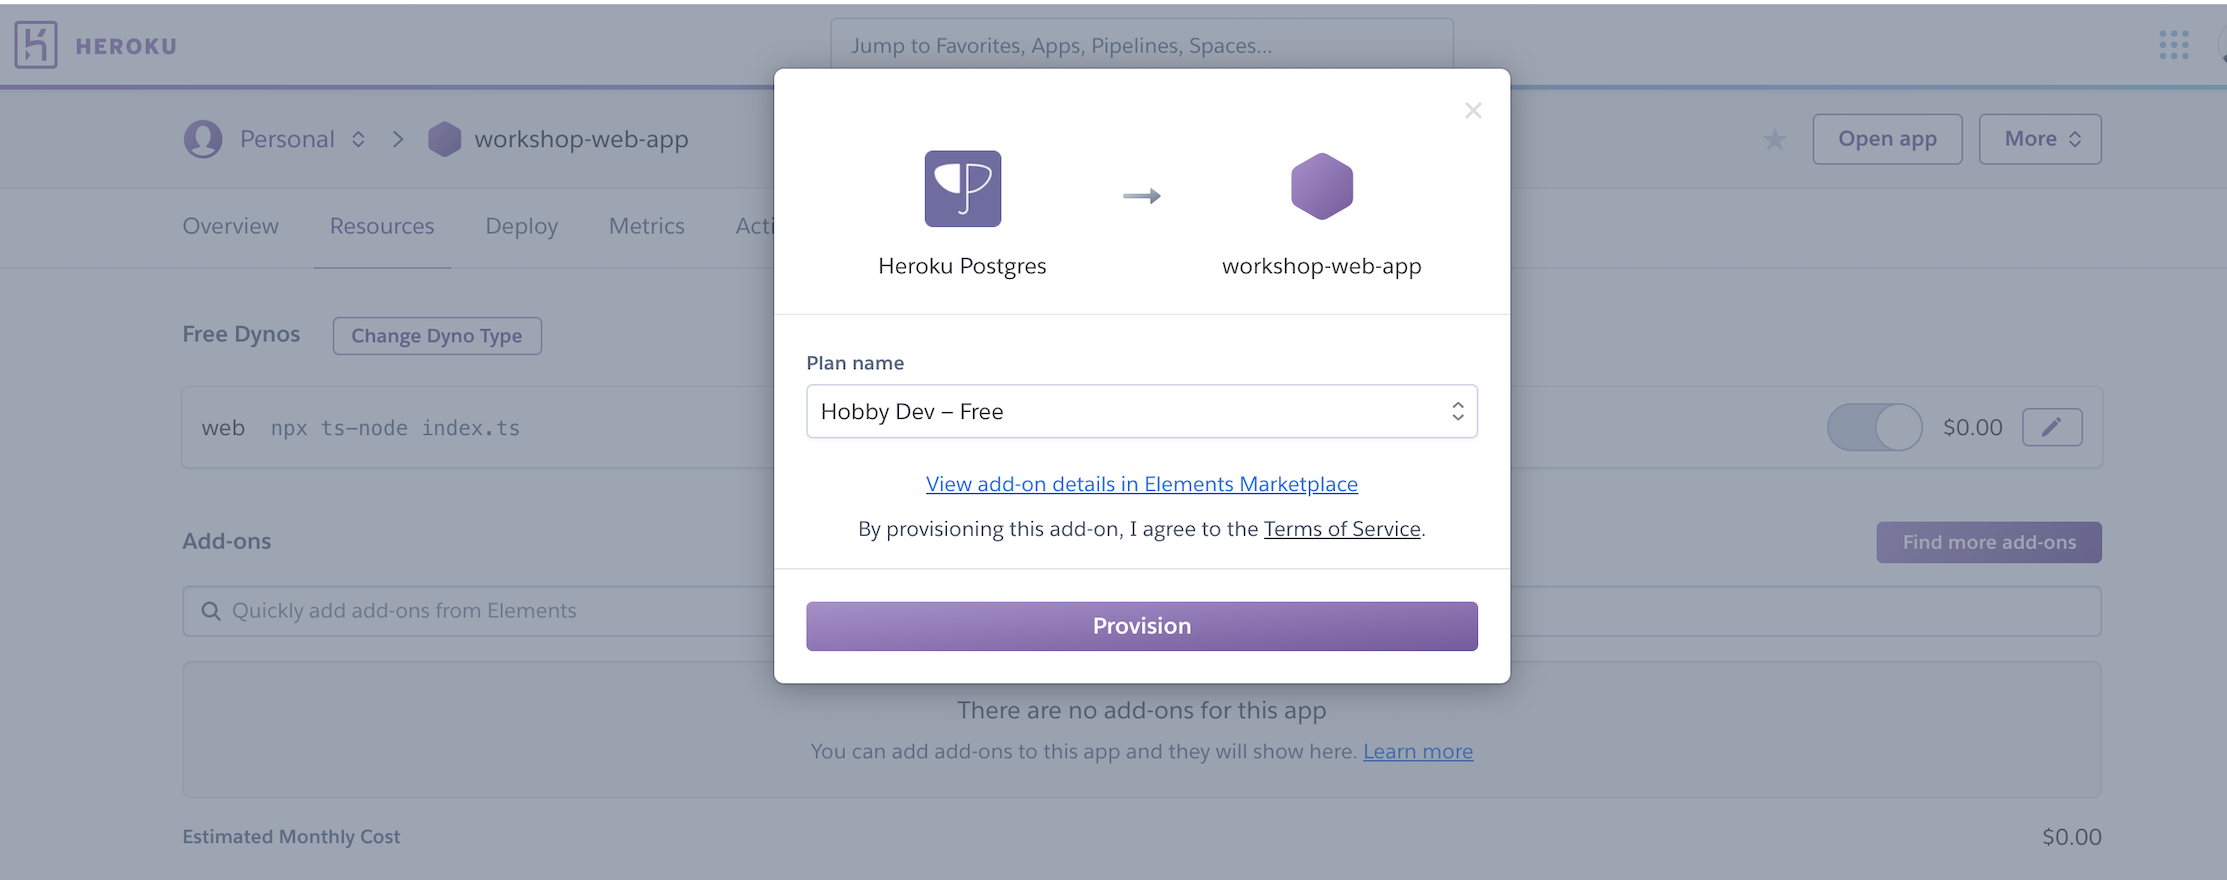 HEROKU
Jump to Favorites, Apps, Pipelines, Spaces...
Personal
workshop-web-app
Open app
More
Overview
Resources
Deploy
Metrics
Acti
Heroku Postgres
workshop-web-app
Free Dynos
Change Dyno Type
Plan name
Hobby Dev – Free
web npx ts-node index.ts
$0.00
View add-on details in Elements Marketplace
By provisioning this add-on, I agree to the Terms of Service.
Add-ons
Find more add-ons
Quickly add add-ons from Elements
Provision
There are no add-ons for this app
You can add add-ons to this app and they will show here. Learn more
Estimated Monthly Cost
$0.00